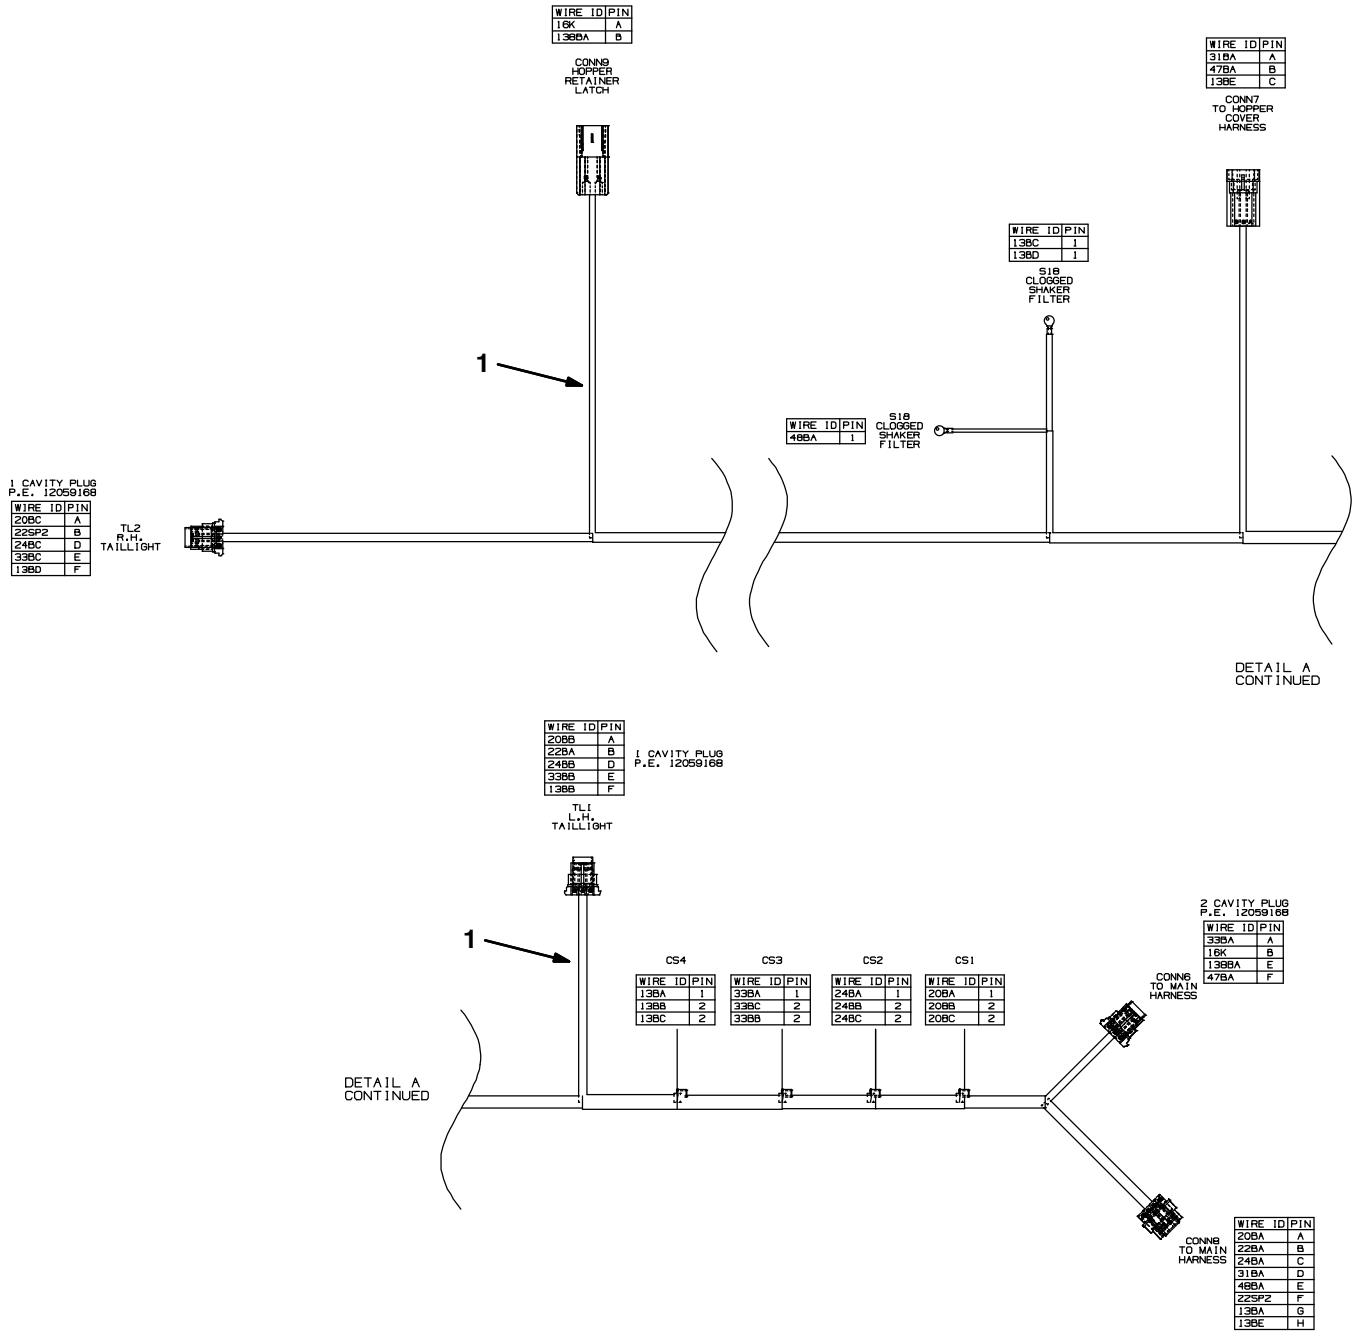 WIRE ID PIN
16K A
138BA B
CONN9
HOPPER
RETAINER
LATCH
WIRE ID PIN
31BA A
47BA B
13BE C
CONN7
TO HOPPER
COVER
HARNESS
WIRE ID PIN
13BC 1
13BD 1
S18
CLOGGED
SHAKER
FILTER
1
WIRE ID PIN
48BA 1
S18
CLOGGED
SHAKER
FILTER
1 CAVITY PLUG
P.E. 12059168
WIRE ID PIN
20BC A
22SP2 B
24BC D
33BC E
13BD F
TL2
R.H.
TAILLIGHT
DETAIL A
CONTINUED
WIRE ID PIN
20BB A
22BA B
24BB D
33BB E
13BB F
1 CAVITY PLUG
P.E. 12059168
TL1
L.H.
TAILLIGHT
1
CS4
WIRE ID PIN
13BA 1
13BB 2
13BC 2
CS3
WIRE ID PIN
33BA 1
33BC 2
33BB 2
CS2
WIRE ID PIN
24BA 1
24BB 2
24BC 2
CS1
WIRE ID PIN
20BA 1
20BB 2
20BC 2
2 CAVITY PLUG
P.E. 12059168
WIRE ID PIN
33BA A
16K B
138BA E
47BA F
CONN6
TO MAIN
HARNESS
DETAIL A
CONTINUED
CONN8
TO MAIN
HARNESS
WIRE ID PIN
20BA A
22BA B
24BA C
31BA D
48BA E
22SP2 F
13BA G
13BE H